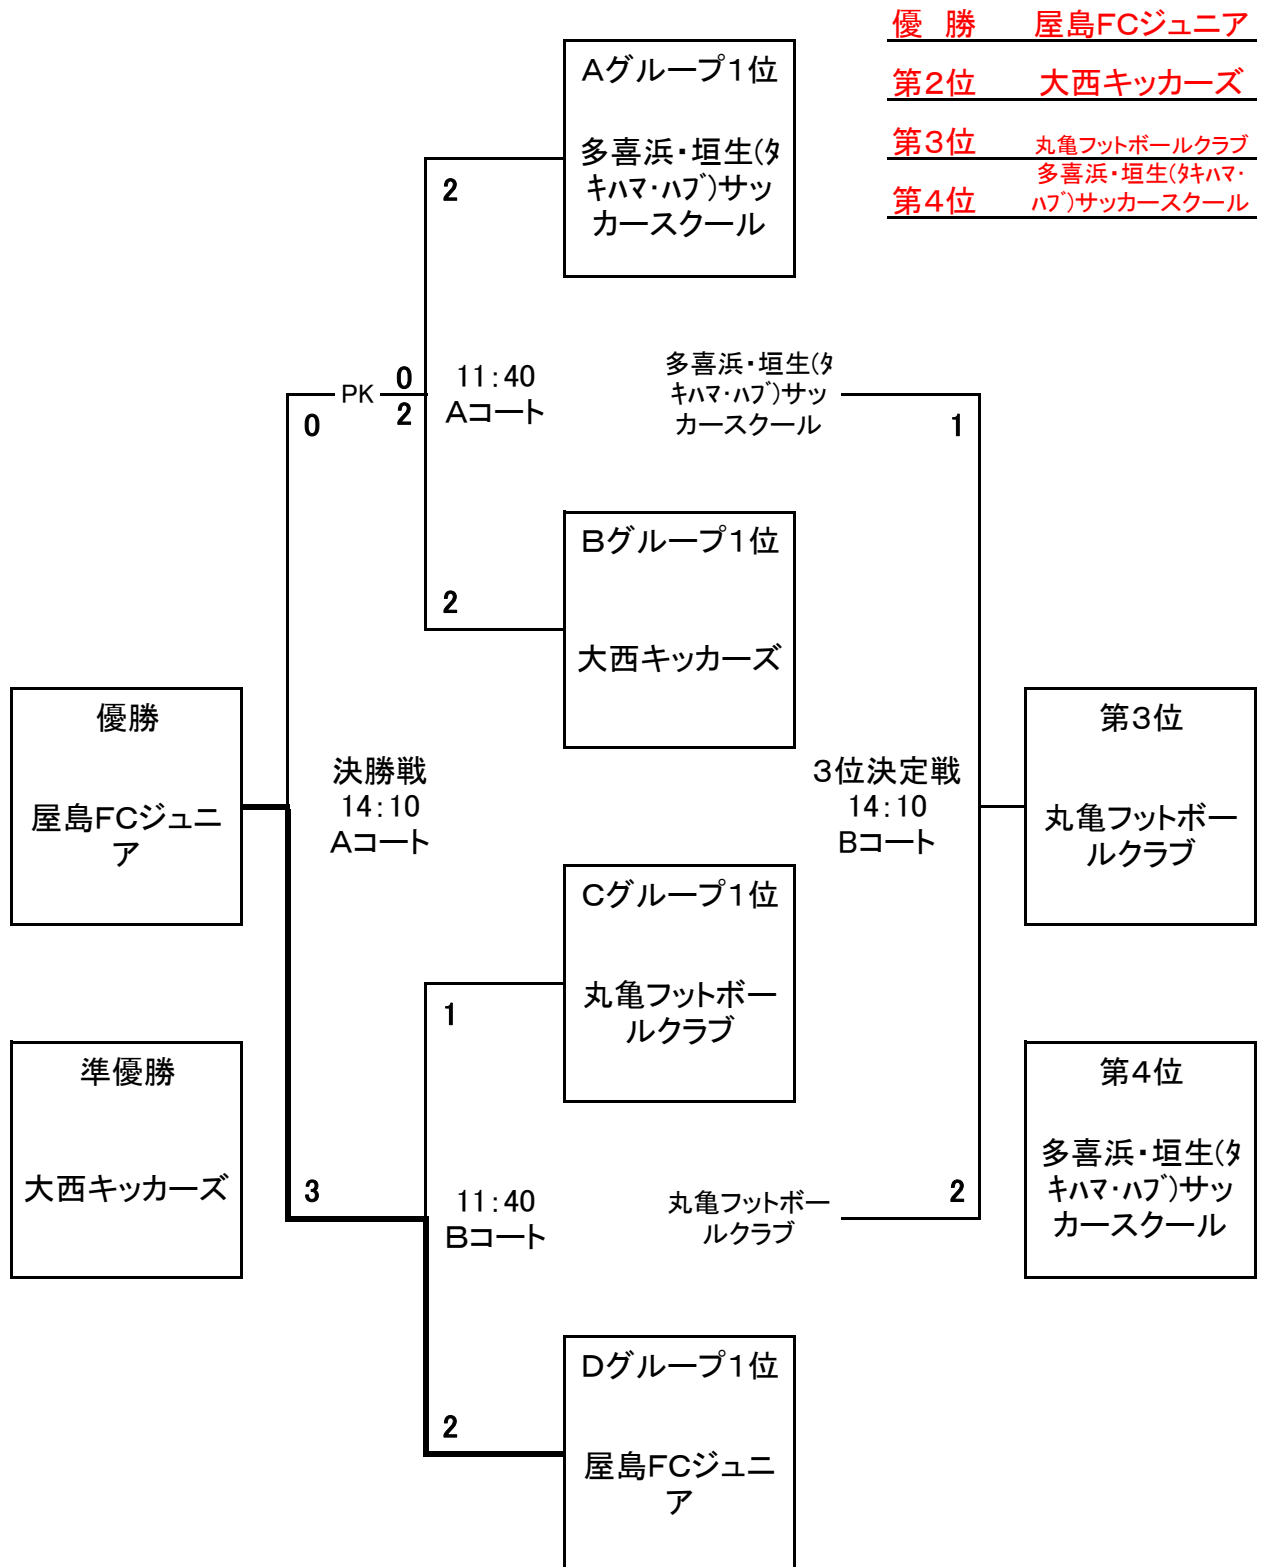 優　勝　屋島FCジュニア
第2位　大西キッカーズ
第3位　丸亀フットボールクラブ
多喜浜・垣生(ﾀｷﾊﾏ・
第4位　ﾊﾌﾞ)サッカースクール
Aグループ1位
多喜浜・垣生(ﾀ
ｷﾊﾏ・ﾊﾌﾞ)サッ
カースクール
2
PK
0
2
0
11:40
Aコート
多喜浜・垣生(ﾀ
ｷﾊﾏ・ﾊﾌﾞ)サッ
カースクール
1
Bグループ1位
大西キッカーズ
2
優勝
屋島FCジュニ
ア
決勝戦
14:10
Aコート
3位決定戦
14:10
Bコート
第3位
丸亀フットボー
ルクラブ
Cグループ1位
丸亀フットボー
ルクラブ
1
準優勝
大西キッカーズ
3
11:40
Bコート
丸亀フットボー
ルクラブ
2
第4位
多喜浜・垣生(ﾀ
ｷﾊﾏ・ﾊﾌﾞ)サッ
カースクール
Dグループ1位
屋島FCジュニ
ア
2